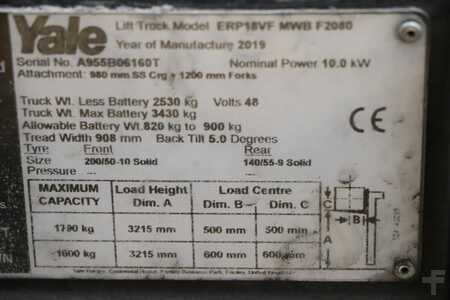 Yale
Lift Truck Model ERP18VF MWB F2080
Year of Manufacture 2019
Serial No. A955B06160T Nominal Power 10.0 kW
Attachment: 980 mm SS Crg + 1200 mm Forks
Truck Wt. Less Battery 2530 kg Volts 48
Truck Wt. Max Battery 3430 kg
Allowable Battery Wt. 820 kg to 900 kg
Tread Width 908 mm Back Tilt 5.0 Degrees
Tyre Front Rear
Size 200/50-10 Solid 140/55-9 Solid
Pressure ... ...
CE
MAXIMUM CAPACITY Load Height Dim. A Load Centre Dim. B Dim. C
1790 kg 3215 mm 500 mm 500 mm
1600 kg 3215 mm 600 mm 600 mm
C
B
A